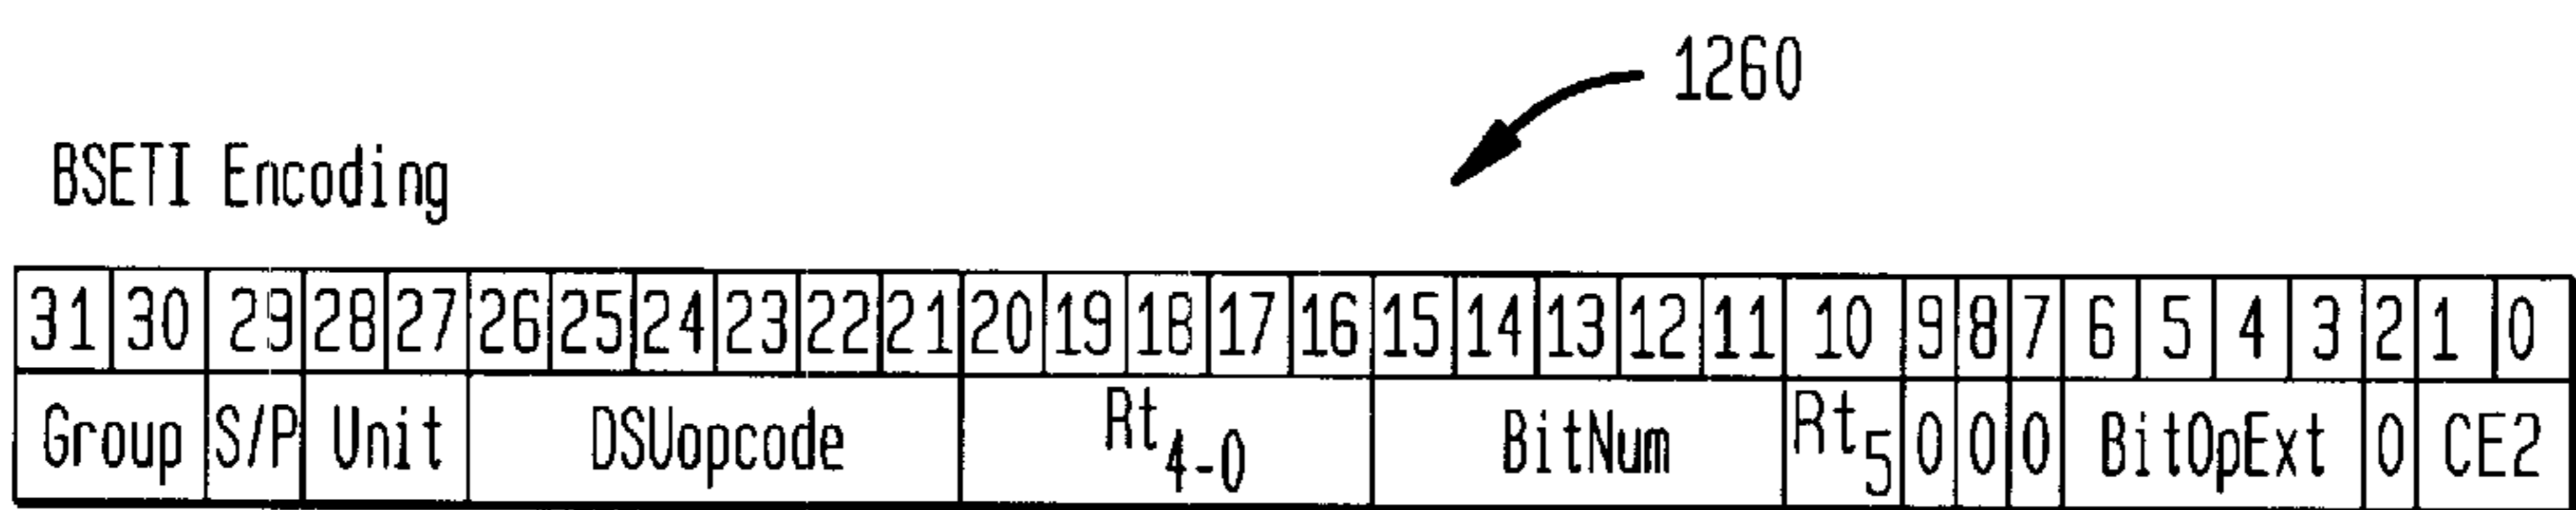 1260
BSETI Encoding
31 30 29 28 27 26 25 24 23 22 21 20 19 18 17 16 15 14 13 12 11 10 9 8 7 6 5 4 3 2 1 0
Group S/P Unit DSUopcode Rt4-0 BitNum Rt5 0 0 0 BitOpExt 0 CE2